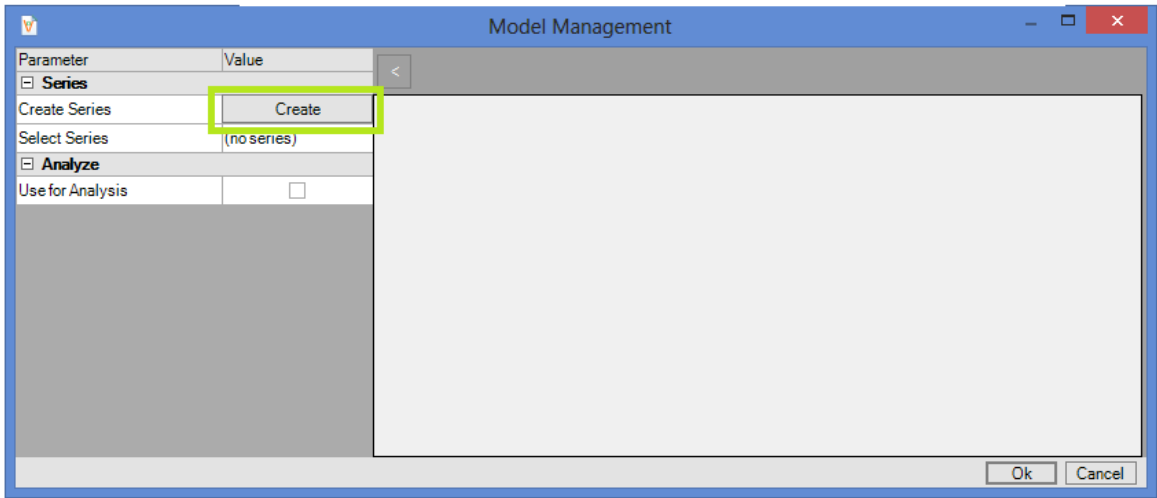 Model Management
Parameter Value
Series
Create Series Create
Select Series (no series)
Analyze
Use for Analysis
<
Ok Cancel